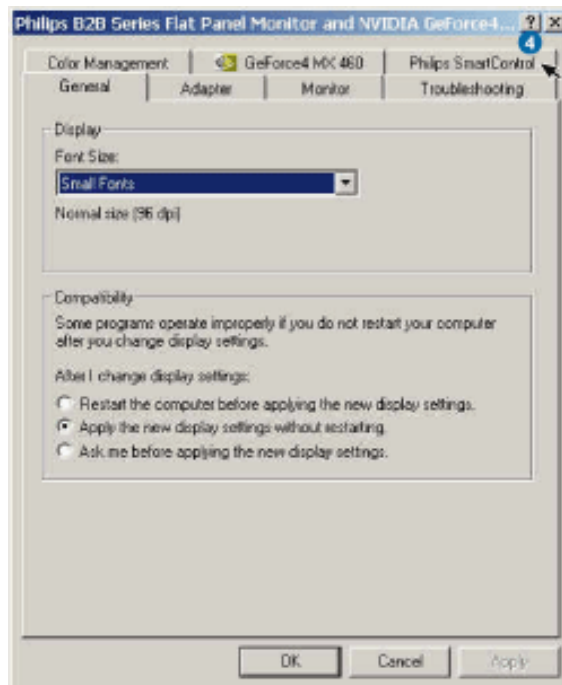 Philips B2B Series Flat Panel Monitor and NVIDIA GeForce4... ? X
4
Color Management GeForce4 MX 460 Philips SmartControl
General Adapter Monitor Troubleshooting
Display
Font Size:
Small Fonts
Normal size (96 dpi)
Compatibility
Some programs operate improperly if you do not restart your computer
after you change display settings.
After I change display settings:
Restart the computer before applying the new display settings.
Apply the new display settings without restarting.
Ask me before applying the new display settings.
OK Cancel Apply